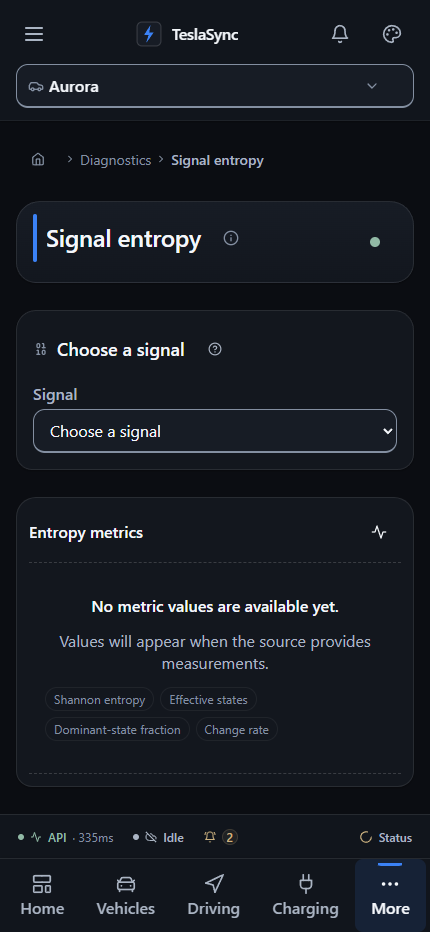 TeslaSync
Aurora
Diagnostics
Signal entropy
Signal entropy
01
10
Choose a signal
Signal
Choose a signal
Entropy metrics
No metric values are available yet.
Values will appear when the source provides
measurements.
Shannon entropy
Effective states
Dominant-state fraction
Change rate
API · 335ms
Idle
2
Status
Home
Vehicles
Driving
Charging
More